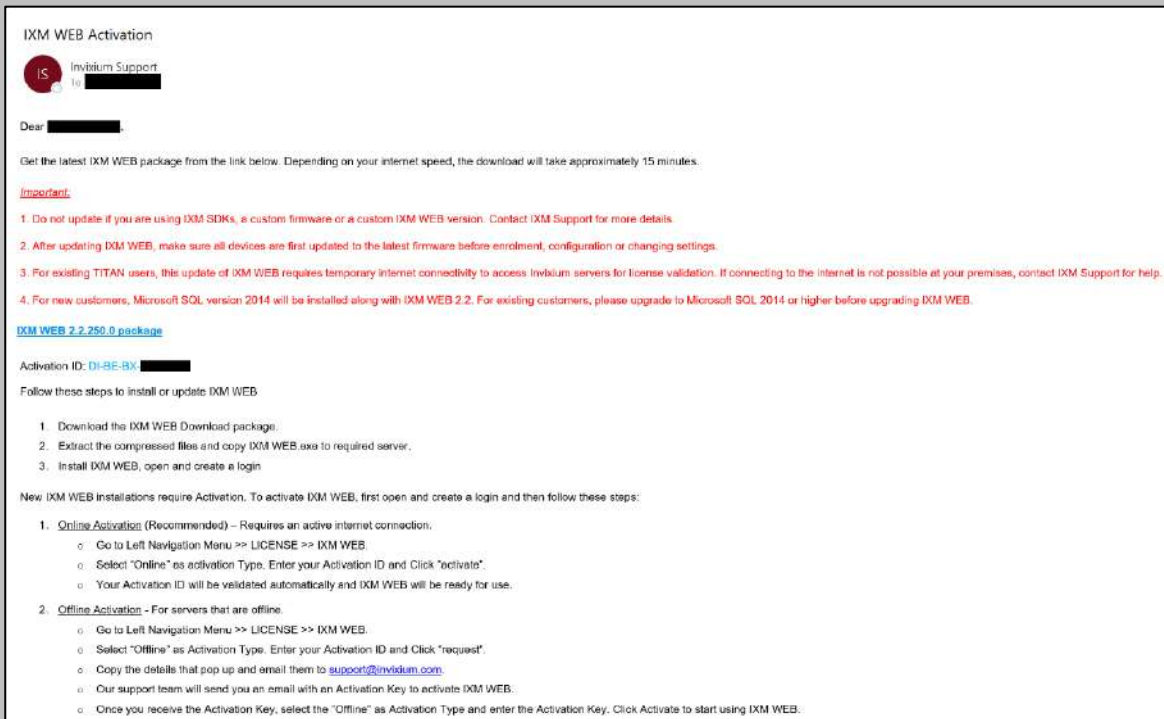 IXM WEB Activation
IS
Invixium Support
To
Dear ,
Get the latest IXM WEB package from the link below. Depending on your internet speed, the download will take approximately 15 minutes.
Important:
1. Do not update if you are using IXM SDKs, a custom firmware or a custom IXM WEB version. Contact IXM Support for more details
2. After updating IXM WEB, make sure all devices are first updated to the latest firmware before enrolment, configuration or changing settings.
3. For existing TITAN users, this update of IXM WEB requires temporary internet connectivity to access Invixium servers for license validation. If connecting to the internet is not possible at your premises, contact IXM Support for help.
4. For new customers, Microsoft SQL version 2014 will be installed along with IXM WEB 2.2. For existing customers, please upgrade to Microsoft SQL 2014 or higher before upgrading IXM WEB.
IXM WEB 2.2.250.0 package
Activation ID: DI-BE-BX-
Follow these steps to install or update IXM WEB
1. Download the IXM WEB Download package.
2. Extract the compressed files and copy IXM WEB.exe to required server.
3. Install IXM WEB, open and create a login
New IXM WEB installations require Activation. To activate IXM WEB, first open and create a login and then follow these steps:
1. Online Activation (Recommended) – Requires an active internet connection.
o Go to Left Navigation Menu >> LICENSE >> IXM WEB.
o Select "Online" as activation Type. Enter your Activation ID and Click "activate".
o Your Activation ID will be validated automatically and IXM WEB will be ready for use.
2. Offline Activation - For servers that are offline.
o Go to Left Navigation Menu >> LICENSE >> IXM WEB.
o Select "Offline" as Activation Type. Enter your Activation ID and Click "request".
o Copy the details that pop up and email them to support@invixium.com.
o Our support team will send you an email with an Activation Key to activate IXM WEB.
o Once you receive the Activation Key, select the "Offline" as Activation Type and enter the Activation Key. Click Activate to start using IXM WEB.